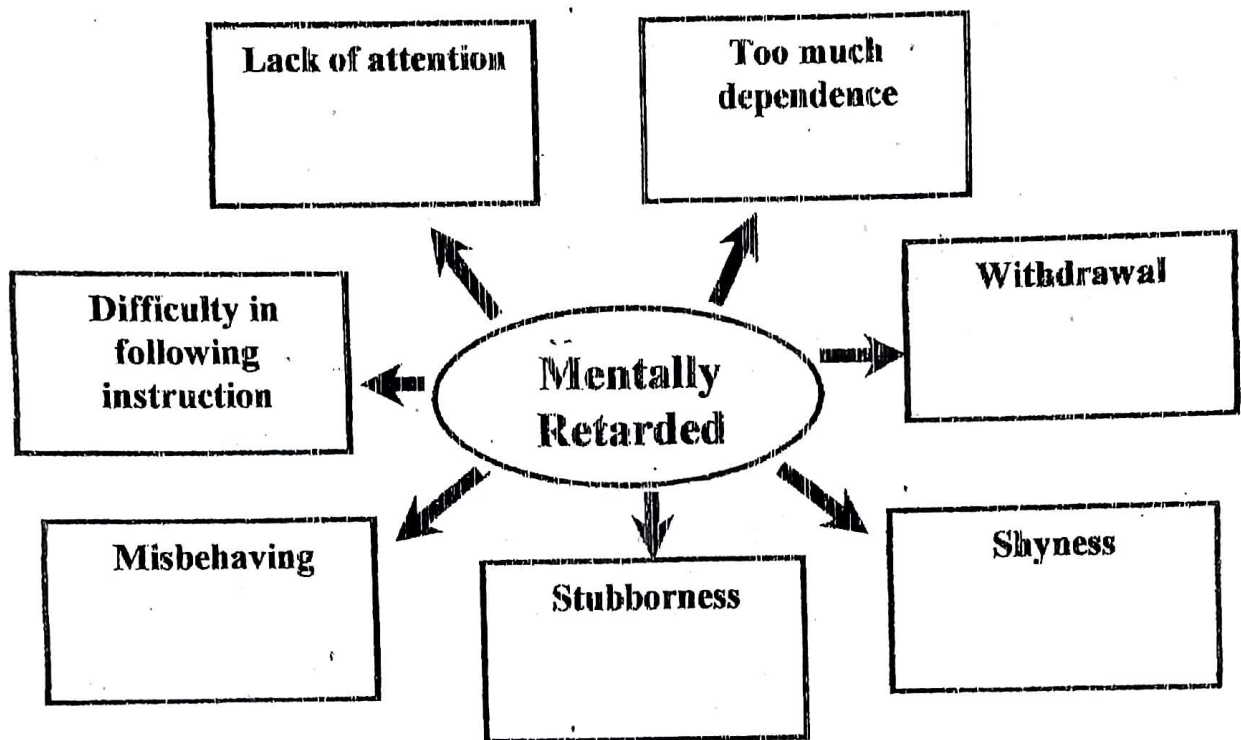 Lack of attention
Too much
dependence
Withdrawal
Difficulty in
following
instruction
Mentally
Retarded
Misbehaving
Stubborness
Shyness